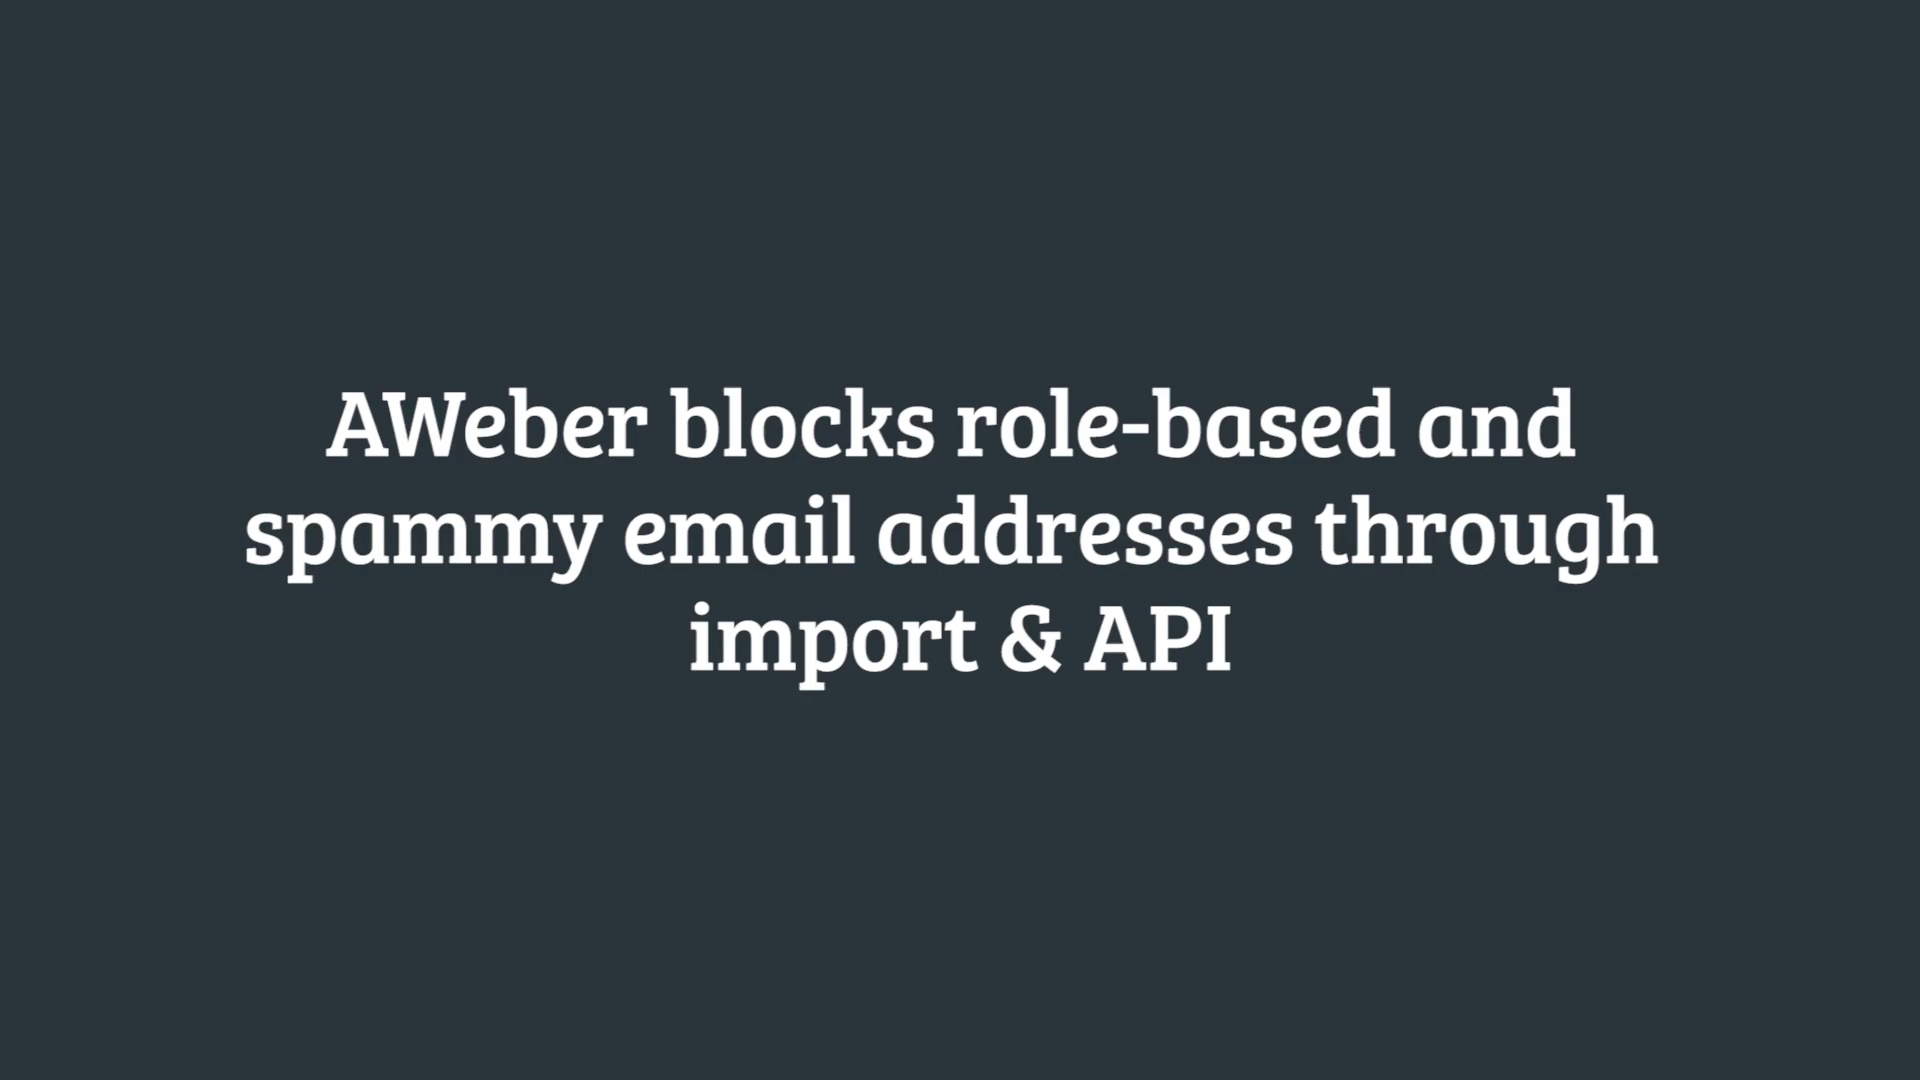 AWeber blocks role-based and
spammy email addresses through
import & API